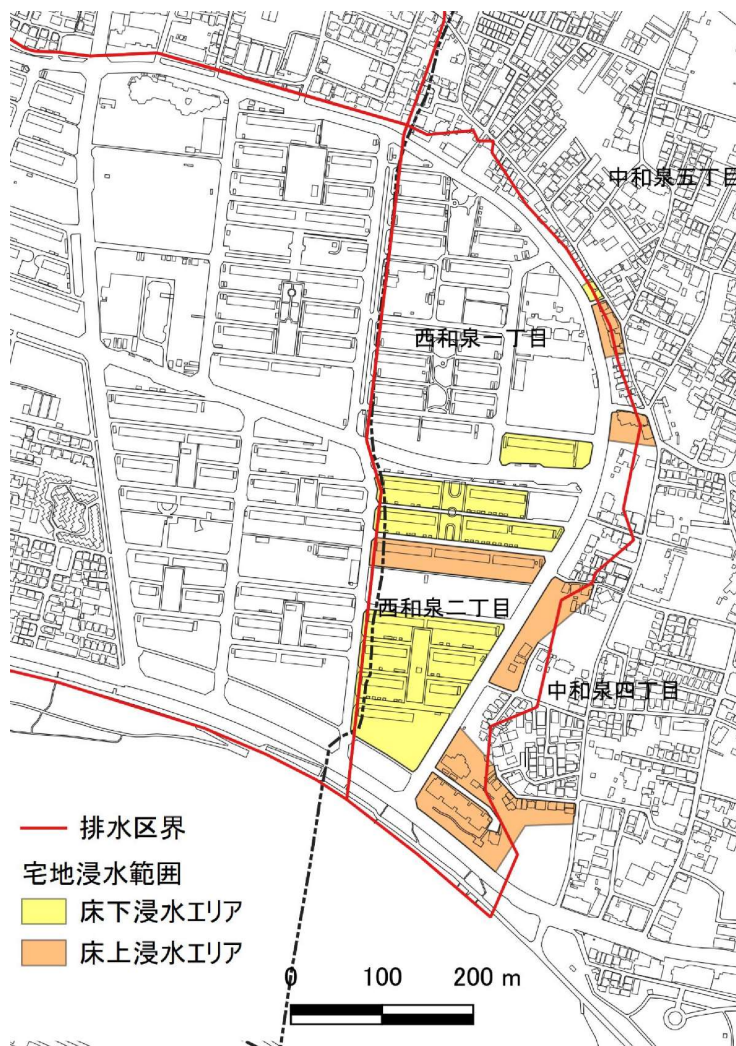 中和泉五丁目
西和泉一丁目
西和泉二丁目
中和泉四丁目
排水区界
宅地浸水範囲
床下浸水エリア
床上浸水エリア
0 100 200 m